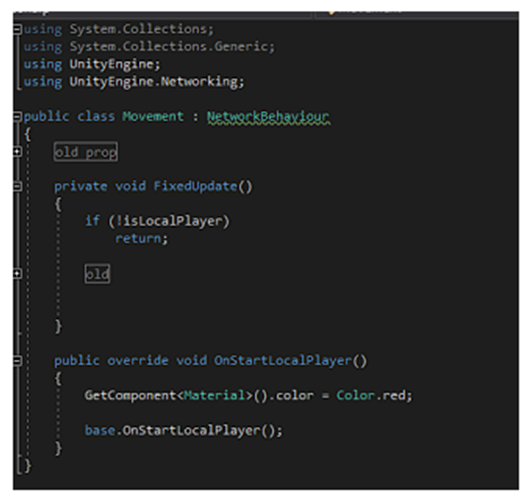 using System.Collections;
using System.Collections.Generic;
using UnityEngine;
using UnityEngine.Networking;
public class Movement : NetworkBehaviour
{
old prop
private void FixedUpdate()
{
if (!isLocalPlayer)
return;
old
}
public override void OnStartLocalPlayer()
{
GetComponent<Material>().color = Color.red;
base.OnStartLocalPlayer();
}
}